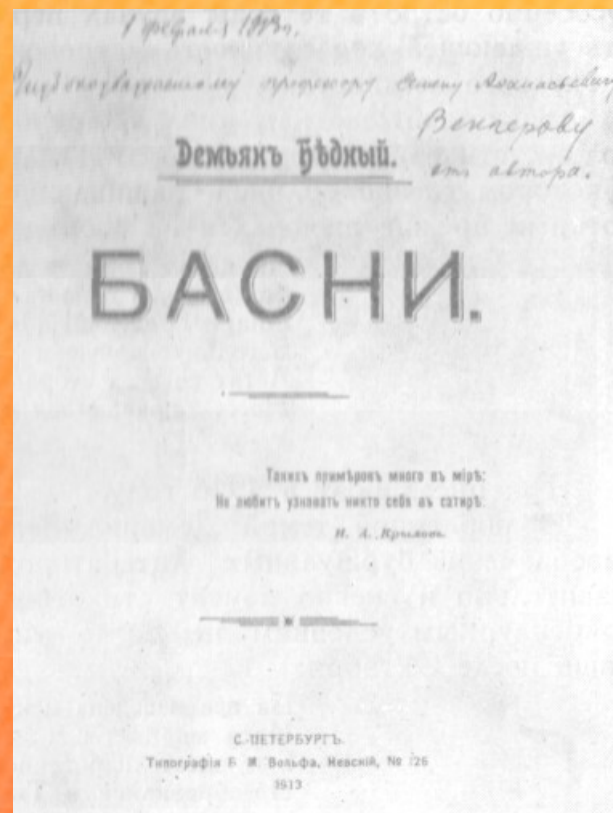 1 февраля 1913 г.
Глубокоуважаемому профессору Семену Афанасьевичу
Венгерову
отъ автора.
Демьянъ Бѣдный.
БАСНИ.
Такихъ примѣровъ много въ мірѣ:
Не любитъ узнавать никто себя въ сатирѣ.
И. А. Крыловъ.
С.-ПЕТЕРБУРГЪ.
Типографія Б. М. Вольфа, Невскій, № 126
1913